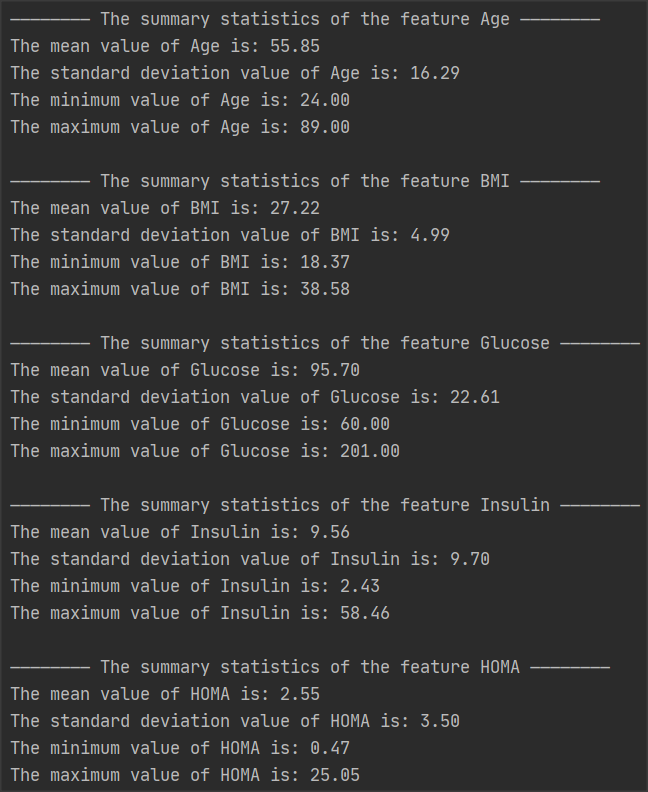 ———————— The summary statistics of the feature Age ————————
The mean value of Age is: 55.85
The standard deviation value of Age is: 16.29
The minimum value of Age is: 24.00
The maximum value of Age is: 89.00
———————— The summary statistics of the feature BMI ————————
The mean value of BMI is: 27.22
The standard deviation value of BMI is: 4.99
The minimum value of BMI is: 18.37
The maximum value of BMI is: 38.58
———————— The summary statistics of the feature Glucose ————————
The mean value of Glucose is: 95.70
The standard deviation value of Glucose is: 22.61
The minimum value of Glucose is: 60.00
The maximum value of Glucose is: 201.00
———————— The summary statistics of the feature Insulin ————————
The mean value of Insulin is: 9.56
The standard deviation value of Insulin is: 9.70
The minimum value of Insulin is: 2.43
The maximum value of Insulin is: 58.46
———————— The summary statistics of the feature HOMA ————————
The mean value of HOMA is: 2.55
The standard deviation value of HOMA is: 3.50
The minimum value of HOMA is: 0.47
The maximum value of HOMA is: 25.05